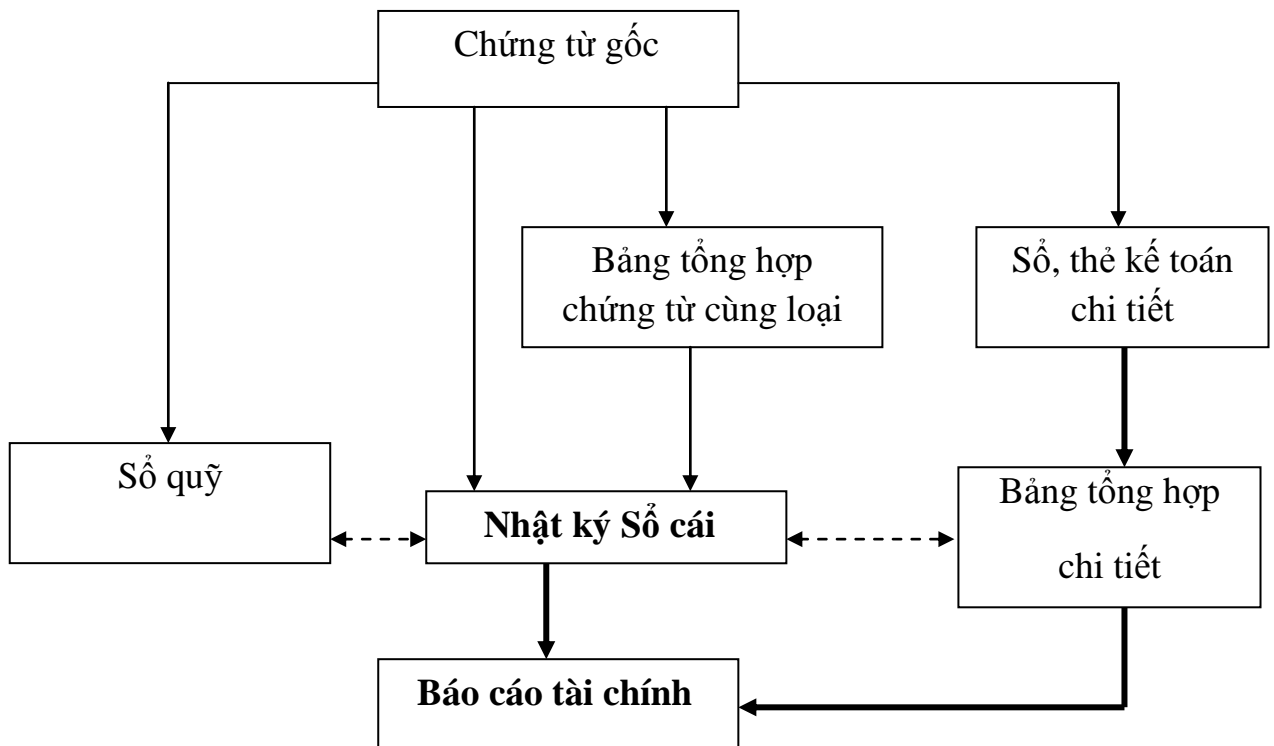 Chứng từ gốc
Bảng tổng hợp
chứng từ cùng loại
Sổ, thẻ kế toán
chi tiết
Sổ quỹ
Nhật ký Sổ cái
Bảng tổng hợp
chi tiết
Báo cáo tài chính